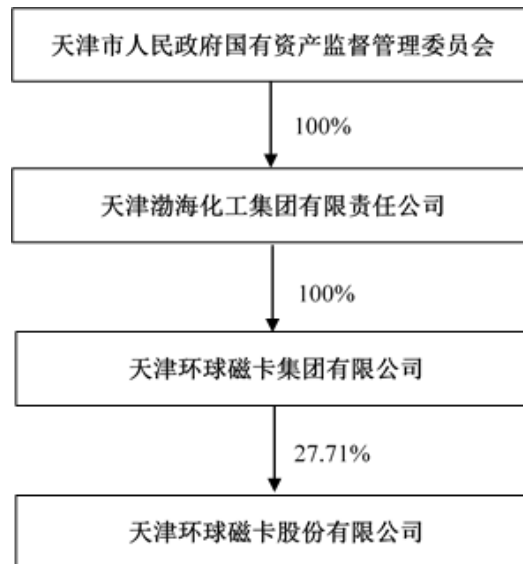 天津市人民政府国有资产监督管理委员会
100%
天津渤海化工集团有限责任公司
100%
天津环球磁卡集团有限公司
27.71%
天津环球磁卡股份有限公司